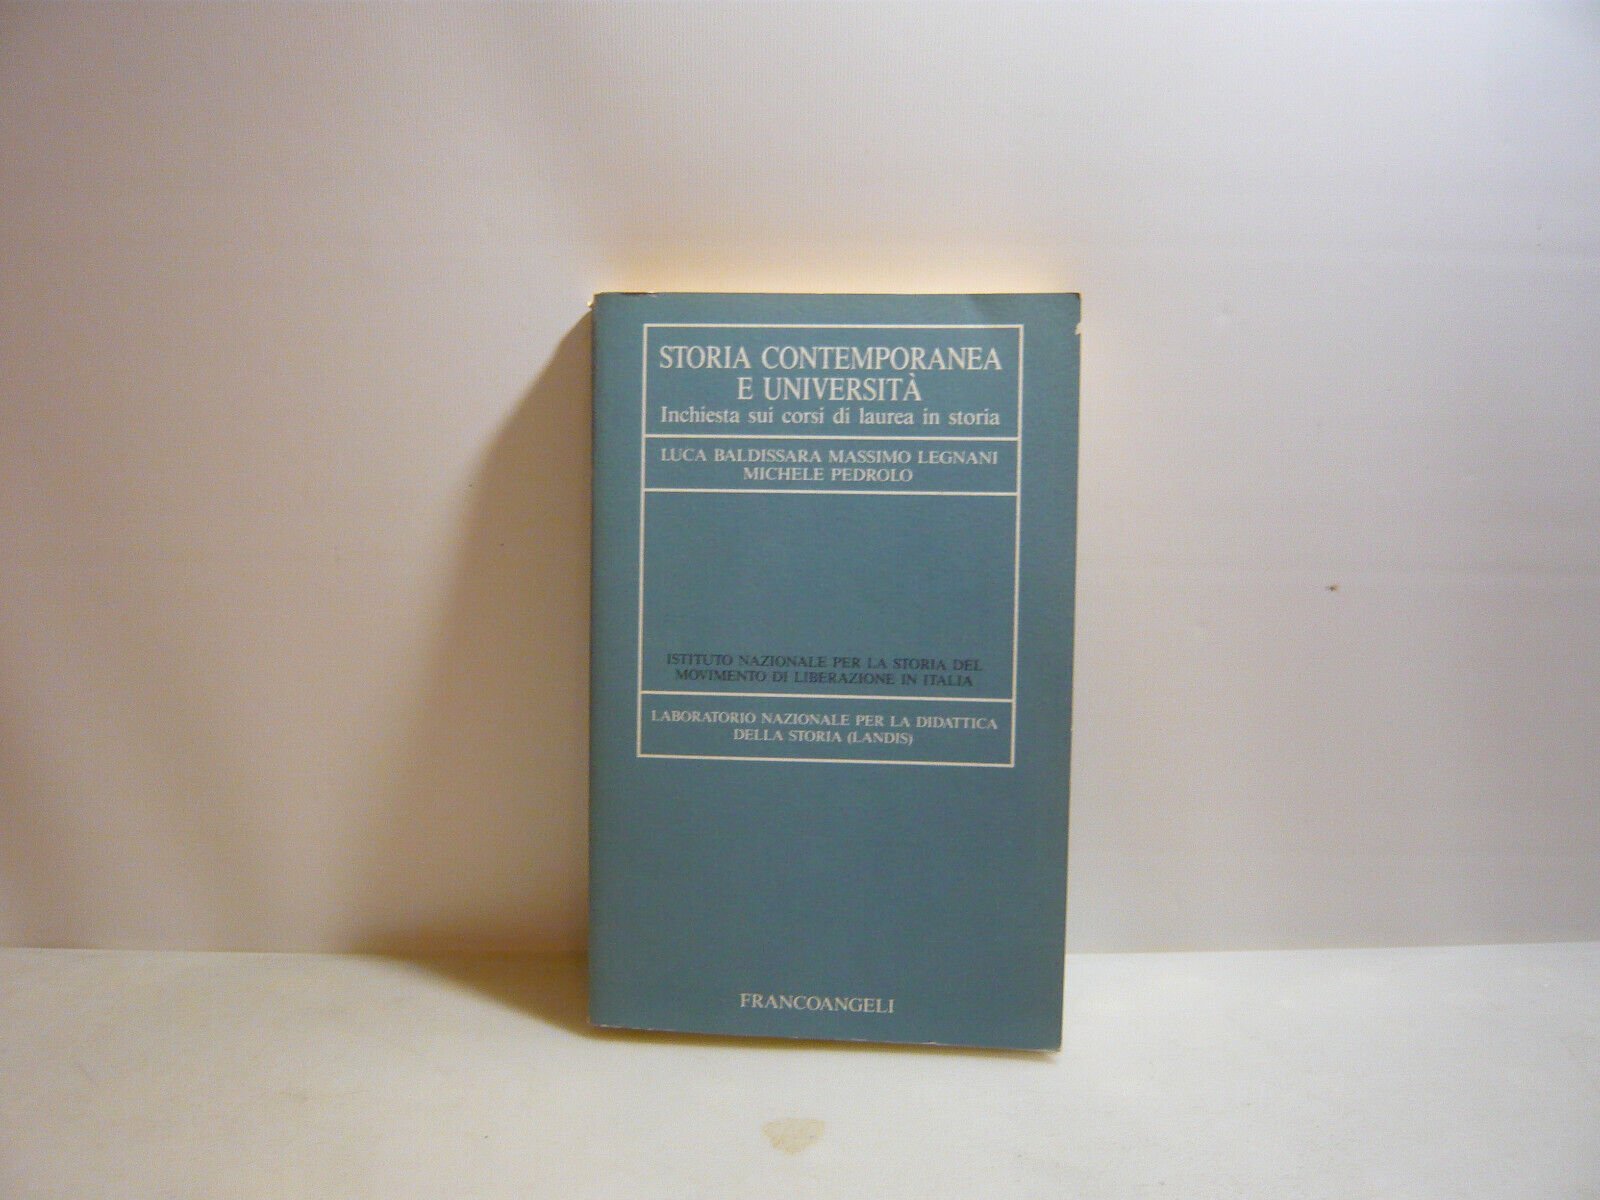 STORIA CONTEMPORANEA
E UNIVERSITÀ
Inchiesta sui corsi di laurea in storia
LUCA BALDISSARA MASSIMO LEGNANI
MICHELE PEDROLO
ISTITUTO NAZIONALE PER LA STORIA DEL
MOVIMENTO DI LIBERAZIONE IN ITALIA
LABORATORIO NAZIONALE PER LA DIDATTICA
DELLA STORIA (LANDIS)
FRANCOANGELI